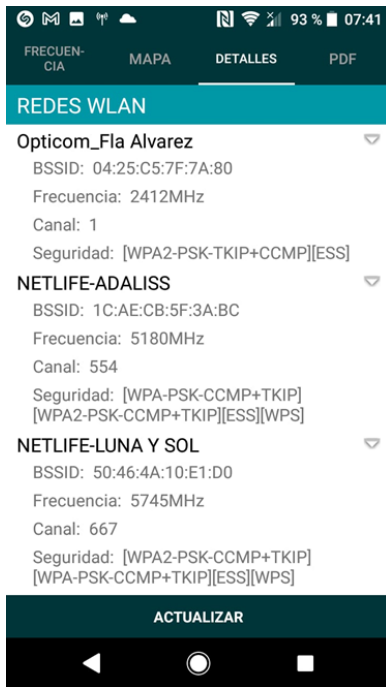 93 % 07:41
FRECUEN-
CIA
MAPA
DETALLES
PDF
REDES WLAN
Opticom_Fla Alvarez
BSSID: 04:25:C5:7F:7A:80
Frecuencia: 2412MHz
Canal: 1
Seguridad: [WPA2-PSK-TKIP+CCMP][ESS]
NETLIFE-ADALISS
BSSID: 1C:AE:CB:5F:3A:BC
Frecuencia: 5180MHz
Canal: 554
Seguridad: [WPA-PSK-CCMP+TKIP]
[WPA2-PSK-CCMP+TKIP][ESS][WPS]
NETLIFE-LUNA Y SOL
BSSID: 50:46:4A:10:E1:D0
Frecuencia: 5745MHz
Canal: 667
Seguridad: [WPA2-PSK-CCMP+TKIP]
[WPA-PSK-CCMP+TKIP][ESS][WPS]
ACTUALIZAR